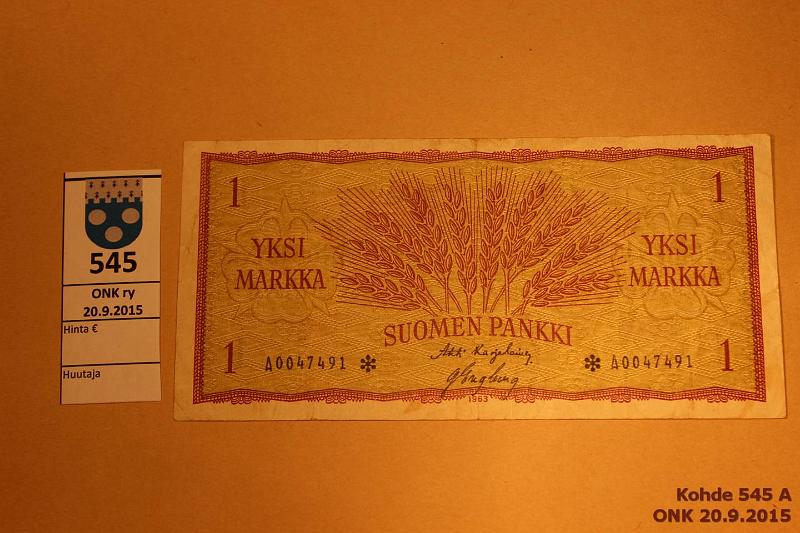 545
ONK ry
20.9.2015
Hinta €
Huutaja
1
1
YKSI
MARKKA
YKSI
MARKKA
SUOMEN PANKKI
1
A0047491 *
* A0047491
1
1963
Kohde 545 A
ONK 20.9.2015